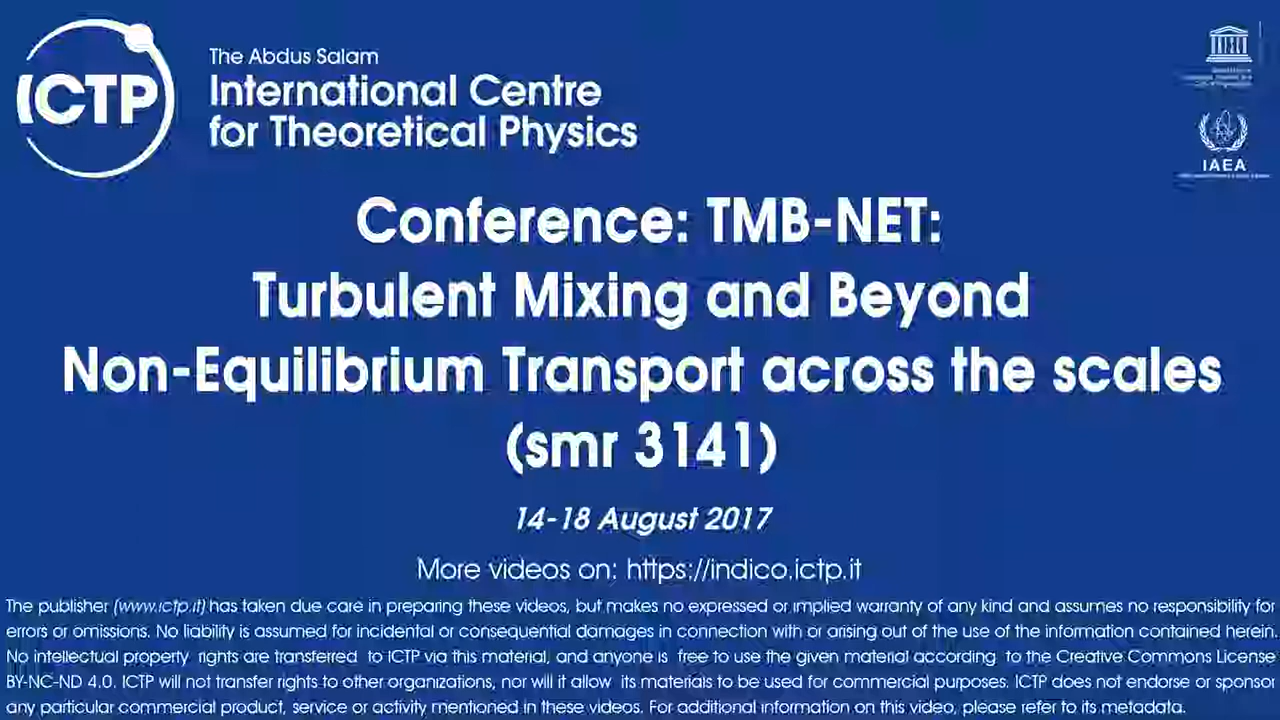 ICTP
The Abdus Salam
International Centre
for Theoretical Physics
IAEA
Conference: TMB-NET:
Turbulent Mixing and Beyond
Non-Equilibrium Transport across the scales
(smr 3141)
14-18 August 2017
More videos on: https://indico.ictp.it
The publisher (www.ictp.it) has taken due care in preparing these videos, but makes no expressed or implied warranty of any kind and assumes no responsibility for
errors or omissions. No liability is assumed for incidental or consequential damages in connection with or arising out of the use of the information contained herein.
No intellectual property rights are transferred to ICTP via this material, and anyone is free to use the given material according to the Creative Commons License
BY-NC-ND 4.0. ICTP will not transfer rights to other organizations, nor will it allow its materials to be used for commercial purposes. ICTP does not endorse or sponsor
any particular commercial product, service or activity mentioned in these videos. For additional information on this video, please refer to its metadata.